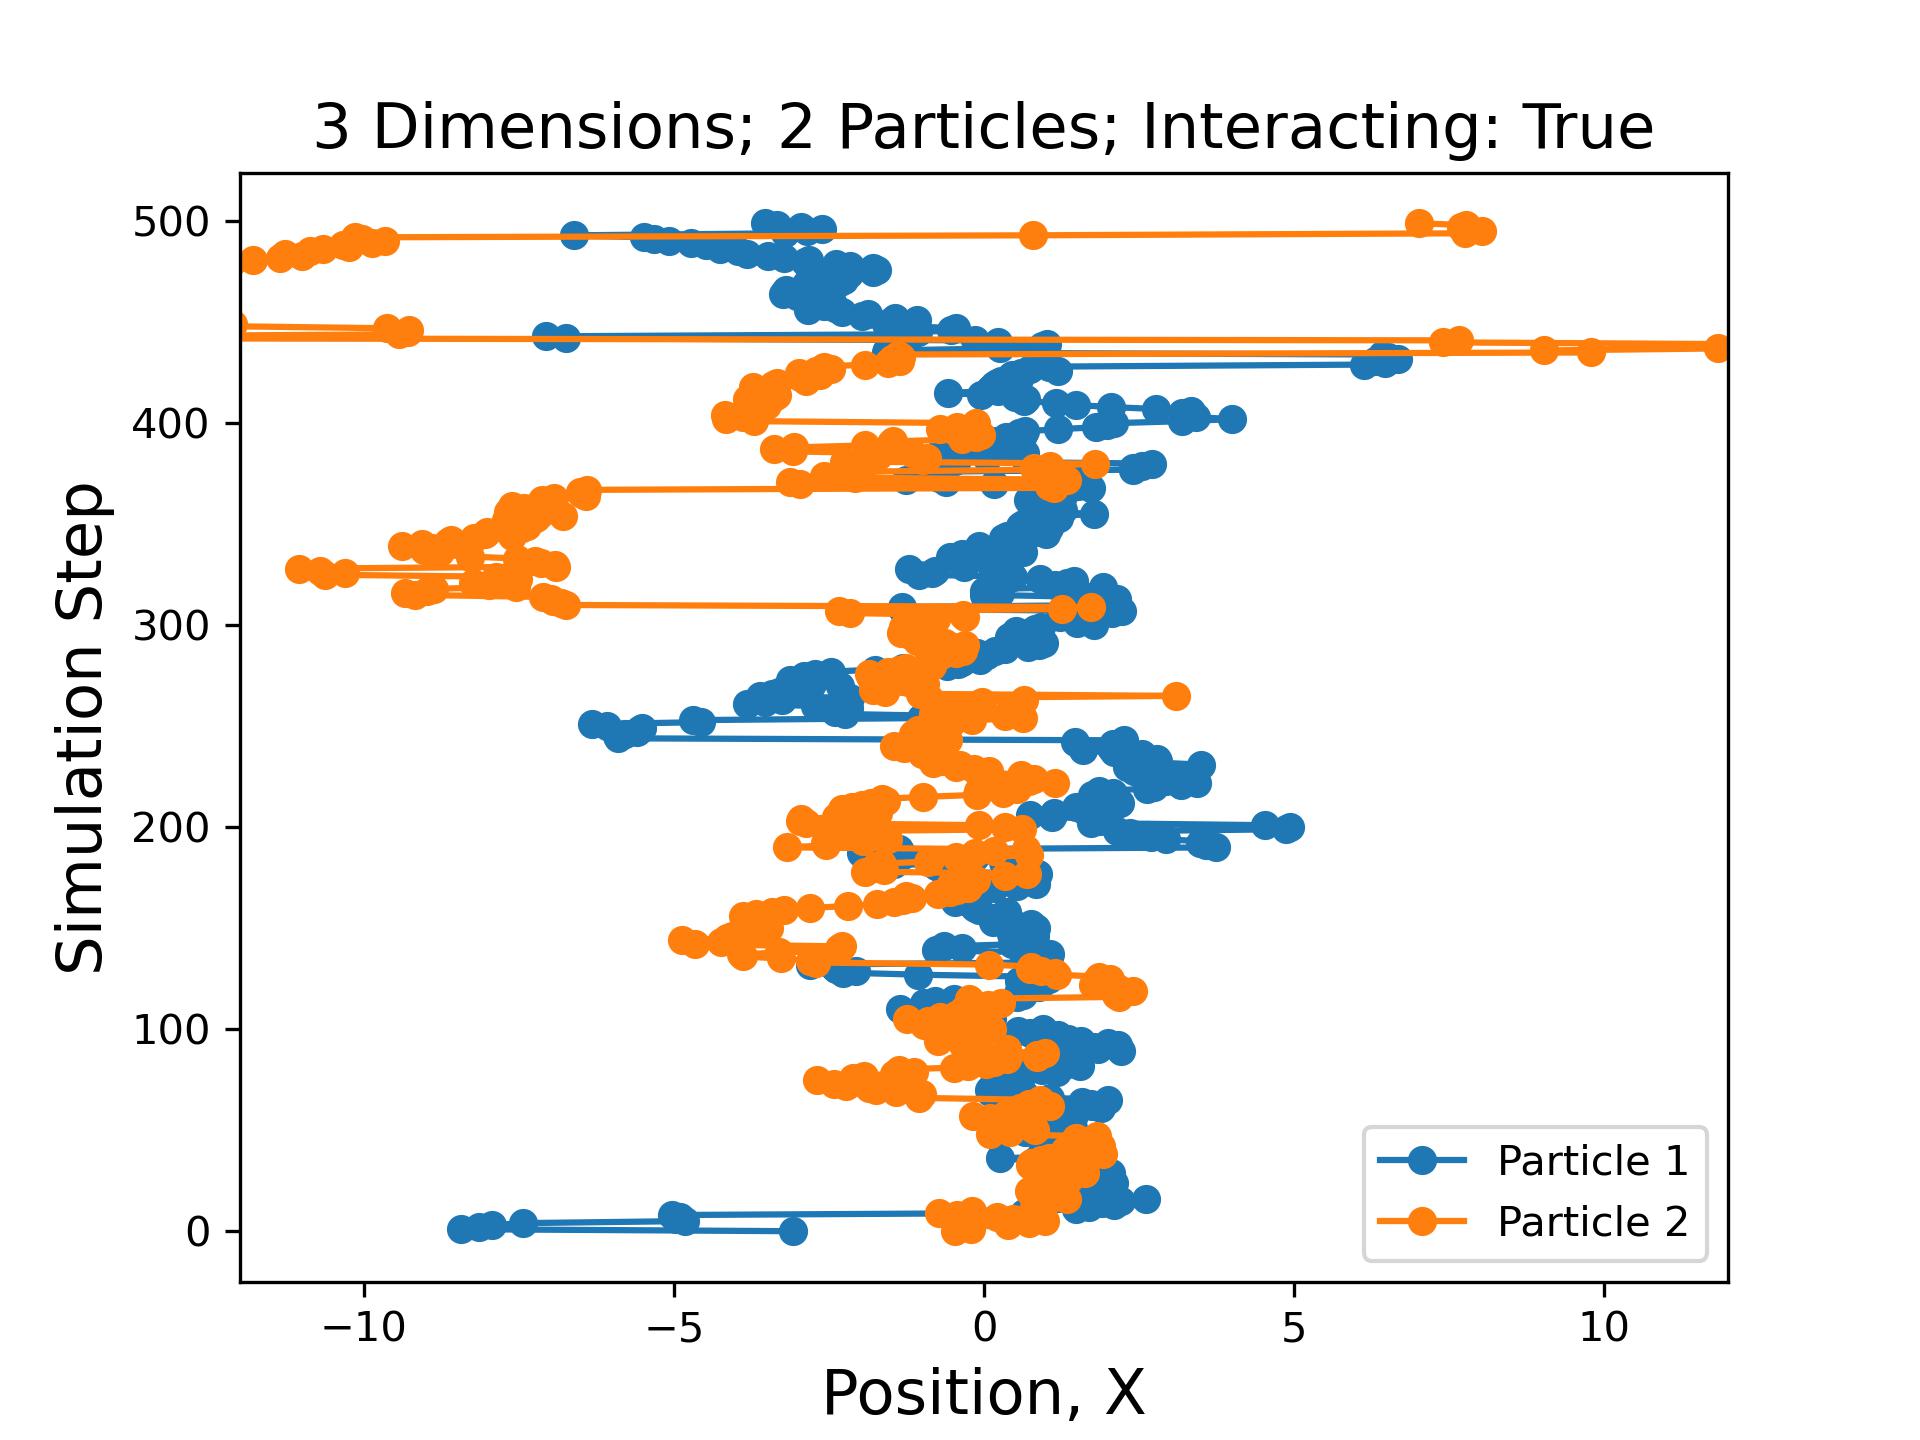 3 Dimensions; 2 Particles; Interacting: True
500
400
300
200
100
0
Simulation Step
−10
−5
0
5
10
Position, X
Particle 1
Particle 2